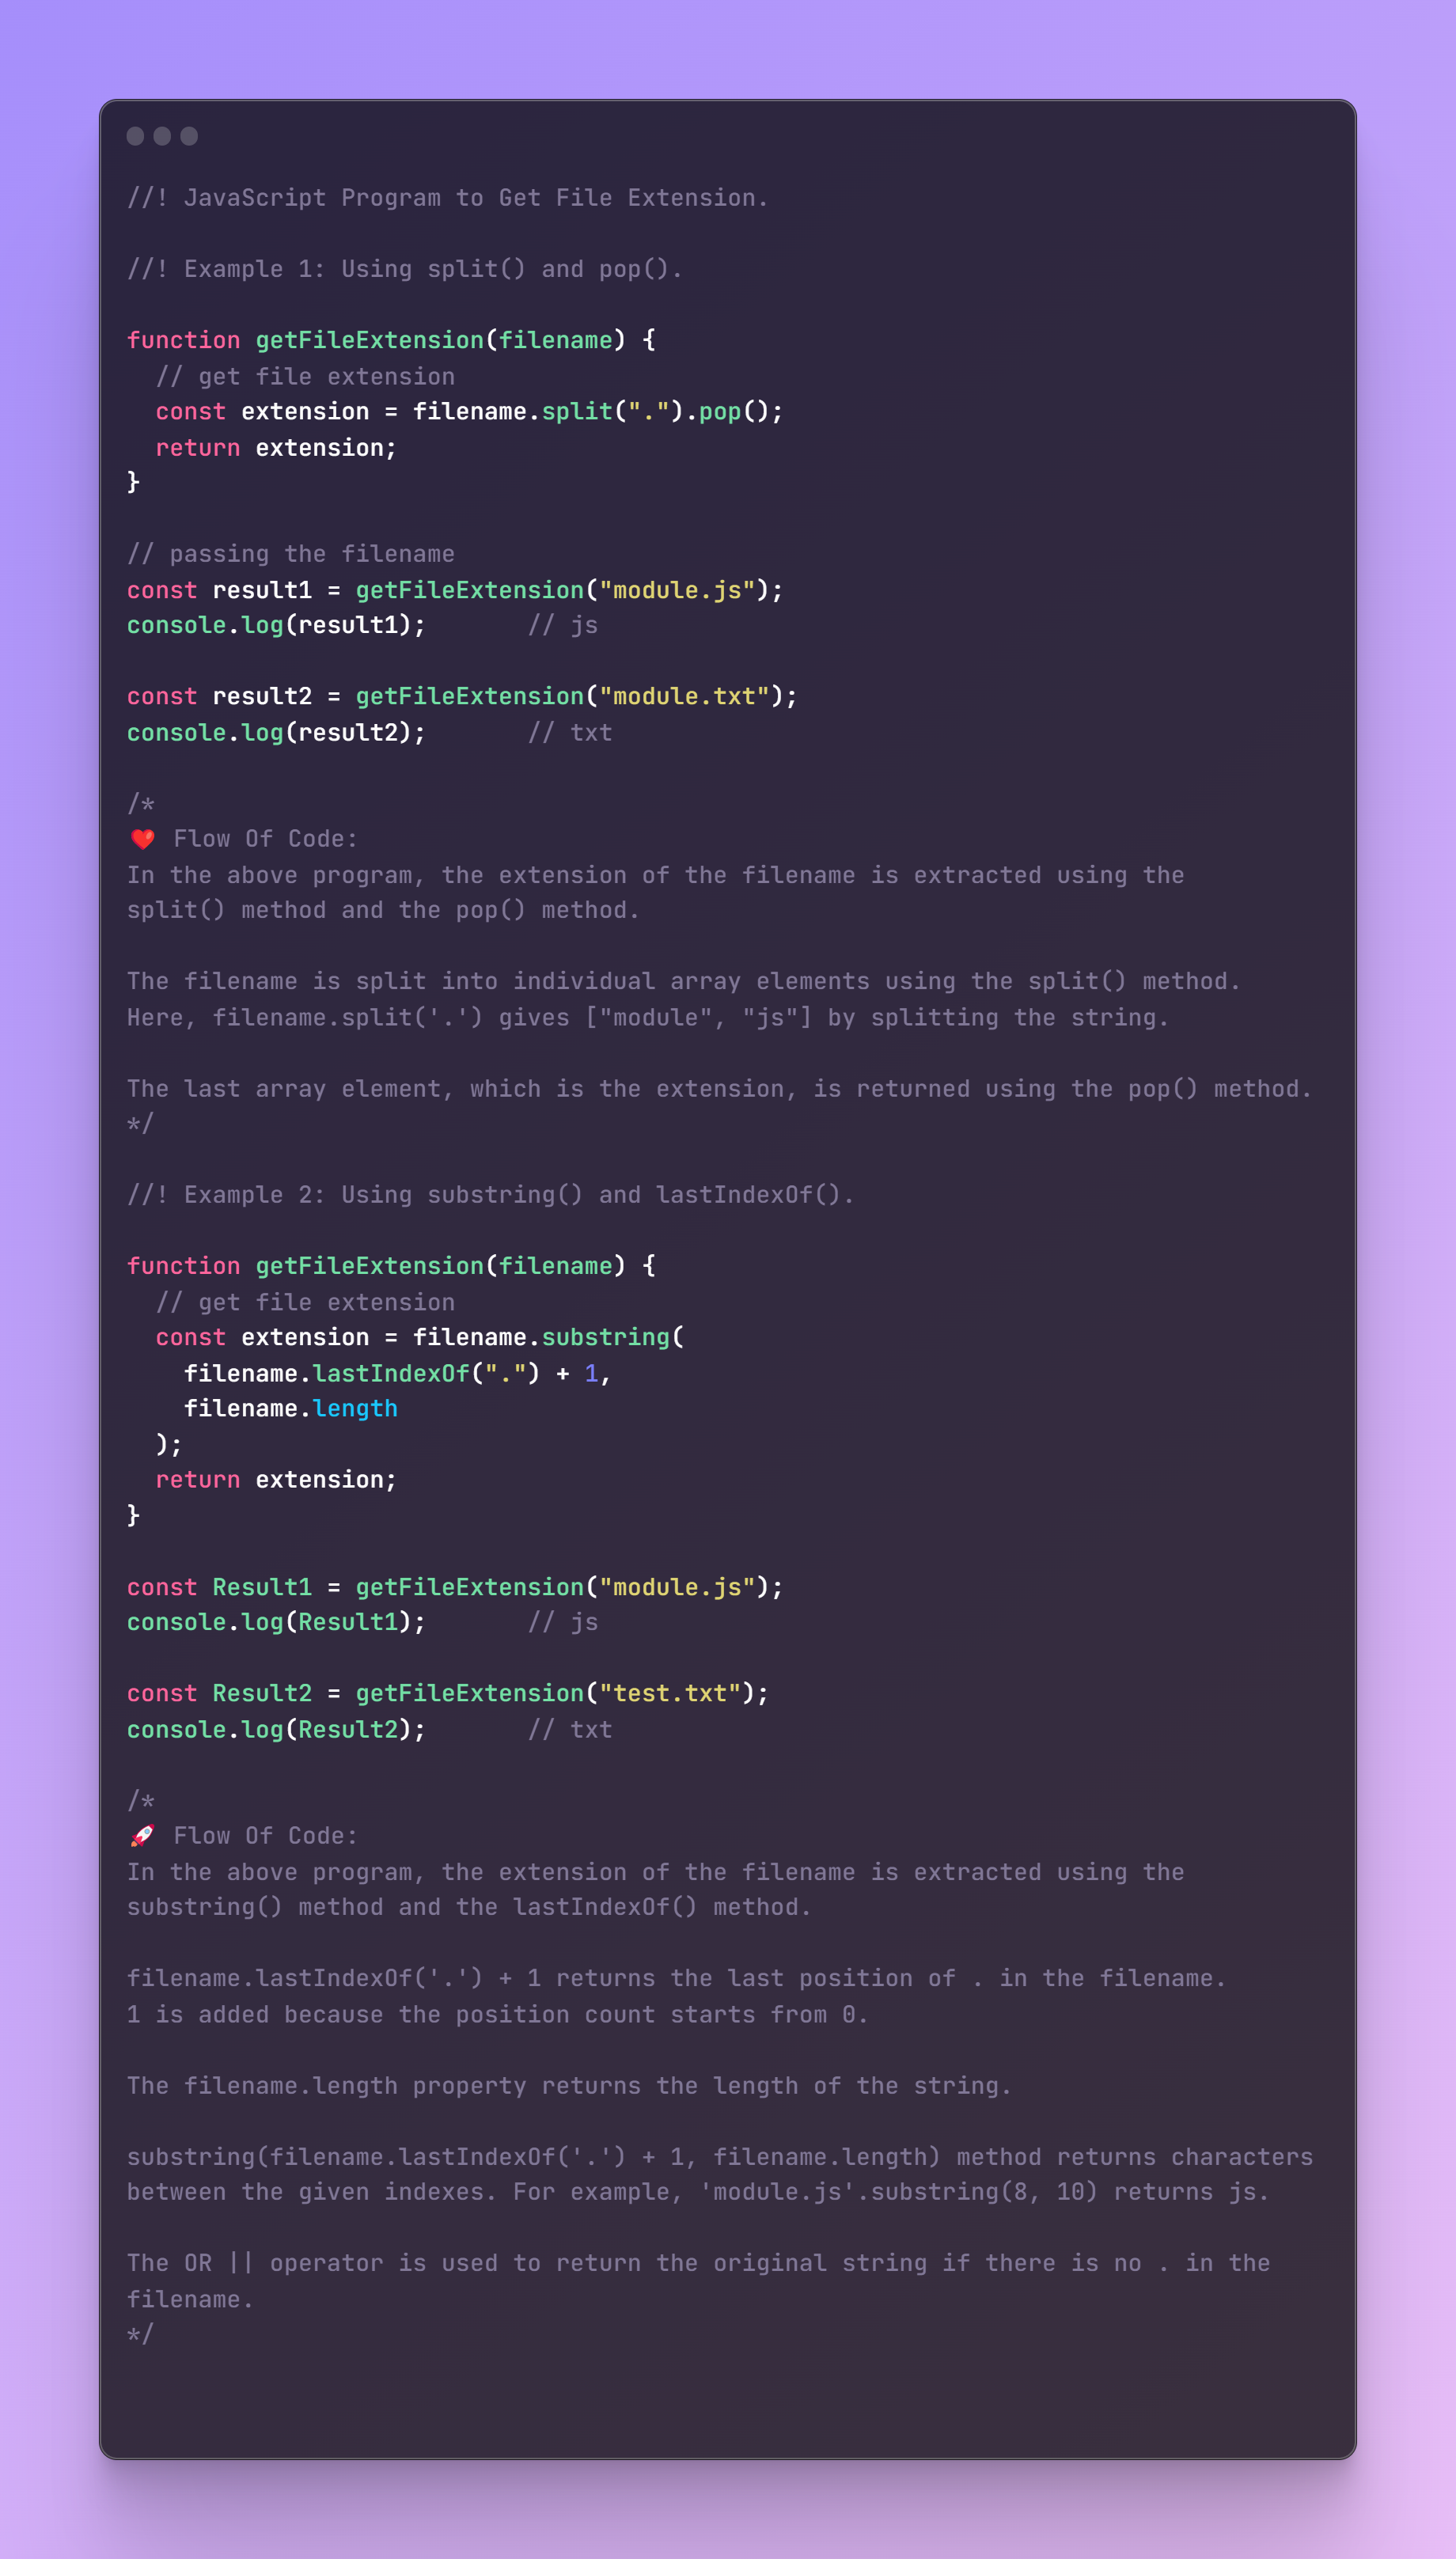 //! JavaScript Program to Get File Extension.

//! Example 1: Using split() and pop().

function getFileExtension(filename) {
  // get file extension
  const extension = filename.split(".").pop();
  return extension;
}

// passing the filename
const result1 = getFileExtension("module.js");
console.log(result1);       // js

const result2 = getFileExtension("module.txt");
console.log(result2);       // txt

/*
❤️ Flow Of Code:
In the above program, the extension of the filename is extracted using the
split() method and the pop() method.

The filename is split into individual array elements using the split() method.
Here, filename.split('.') gives ["module", "js"] by splitting the string.

The last array element, which is the extension, is returned using the pop() method.
*/

//! Example 2: Using substring() and lastIndexOf().

function getFileExtension(filename) {
  // get file extension
  const extension = filename.substring(
    filename.lastIndexOf(".") + 1,
    filename.length
  );
  return extension;
}

const Result1 = getFileExtension("module.js");
console.log(Result1);       // js

const Result2 = getFileExtension("test.txt");
console.log(Result2);       // txt

/*
🚀 Flow Of Code:
In the above program, the extension of the filename is extracted using the
substring() method and the lastIndexOf() method.

filename.lastIndexOf('.') + 1 returns the last position of . in the filename.
1 is added because the position count starts from 0.

The filename.length property returns the length of the string.

substring(filename.lastIndexOf('.') + 1, filename.length) method returns characters
between the given indexes. For example, 'module.js'.substring(8, 10) returns js.

The OR || operator is used to return the original string if there is no . in the
filename.
*/